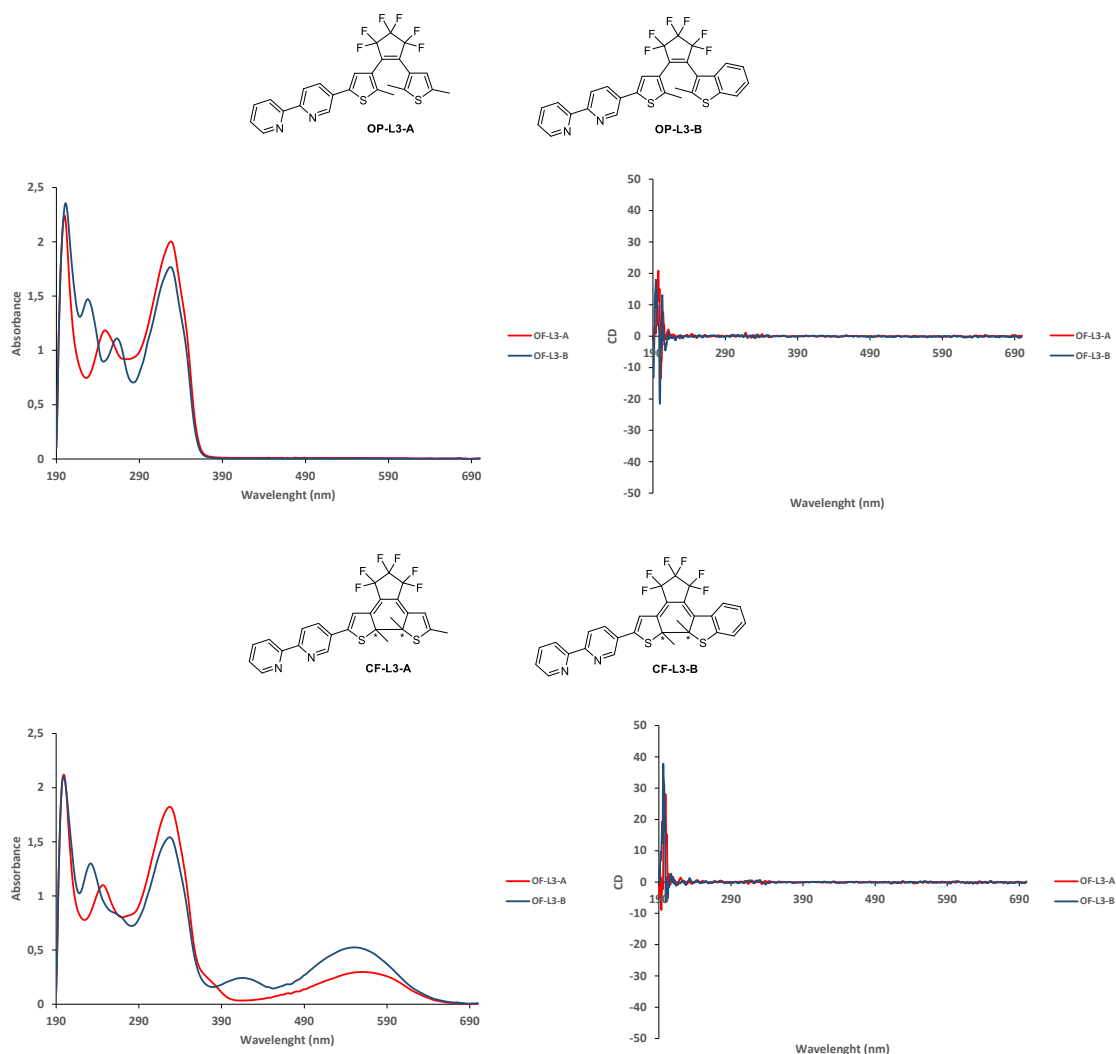 F F F F F F
F F F F F F
S S
S S
N N
N N
OP-L3-A
OP-L3-B
2,5
2
1,5
1
0,5
0
190 290 390 490 590 690
Absorbance
Wavelenght (nm)
OF-L3-A
OF-L3-B
50
40
30
20
10
0
-10
-20
-30
-40
-50
190 290 390 490 590 690
CD
Wavelenght (nm)
OF-L3-A
OF-L3-B
F F F F F F
F F F F F F
S * * S
S * * S
N N
N N
CF-L3-A
CF-L3-B
2,5
2
1,5
1
0,5
0
190 290 390 490 590 690
Absorbance
Wavelenght (nm)
OF-L3-A
OF-L3-B
50
40
30
20
10
0
-10
-20
-30
-40
-50
190 290 390 490 590 690
CD
Wavelenght (nm)
OF-L3-A
OF-L3-B